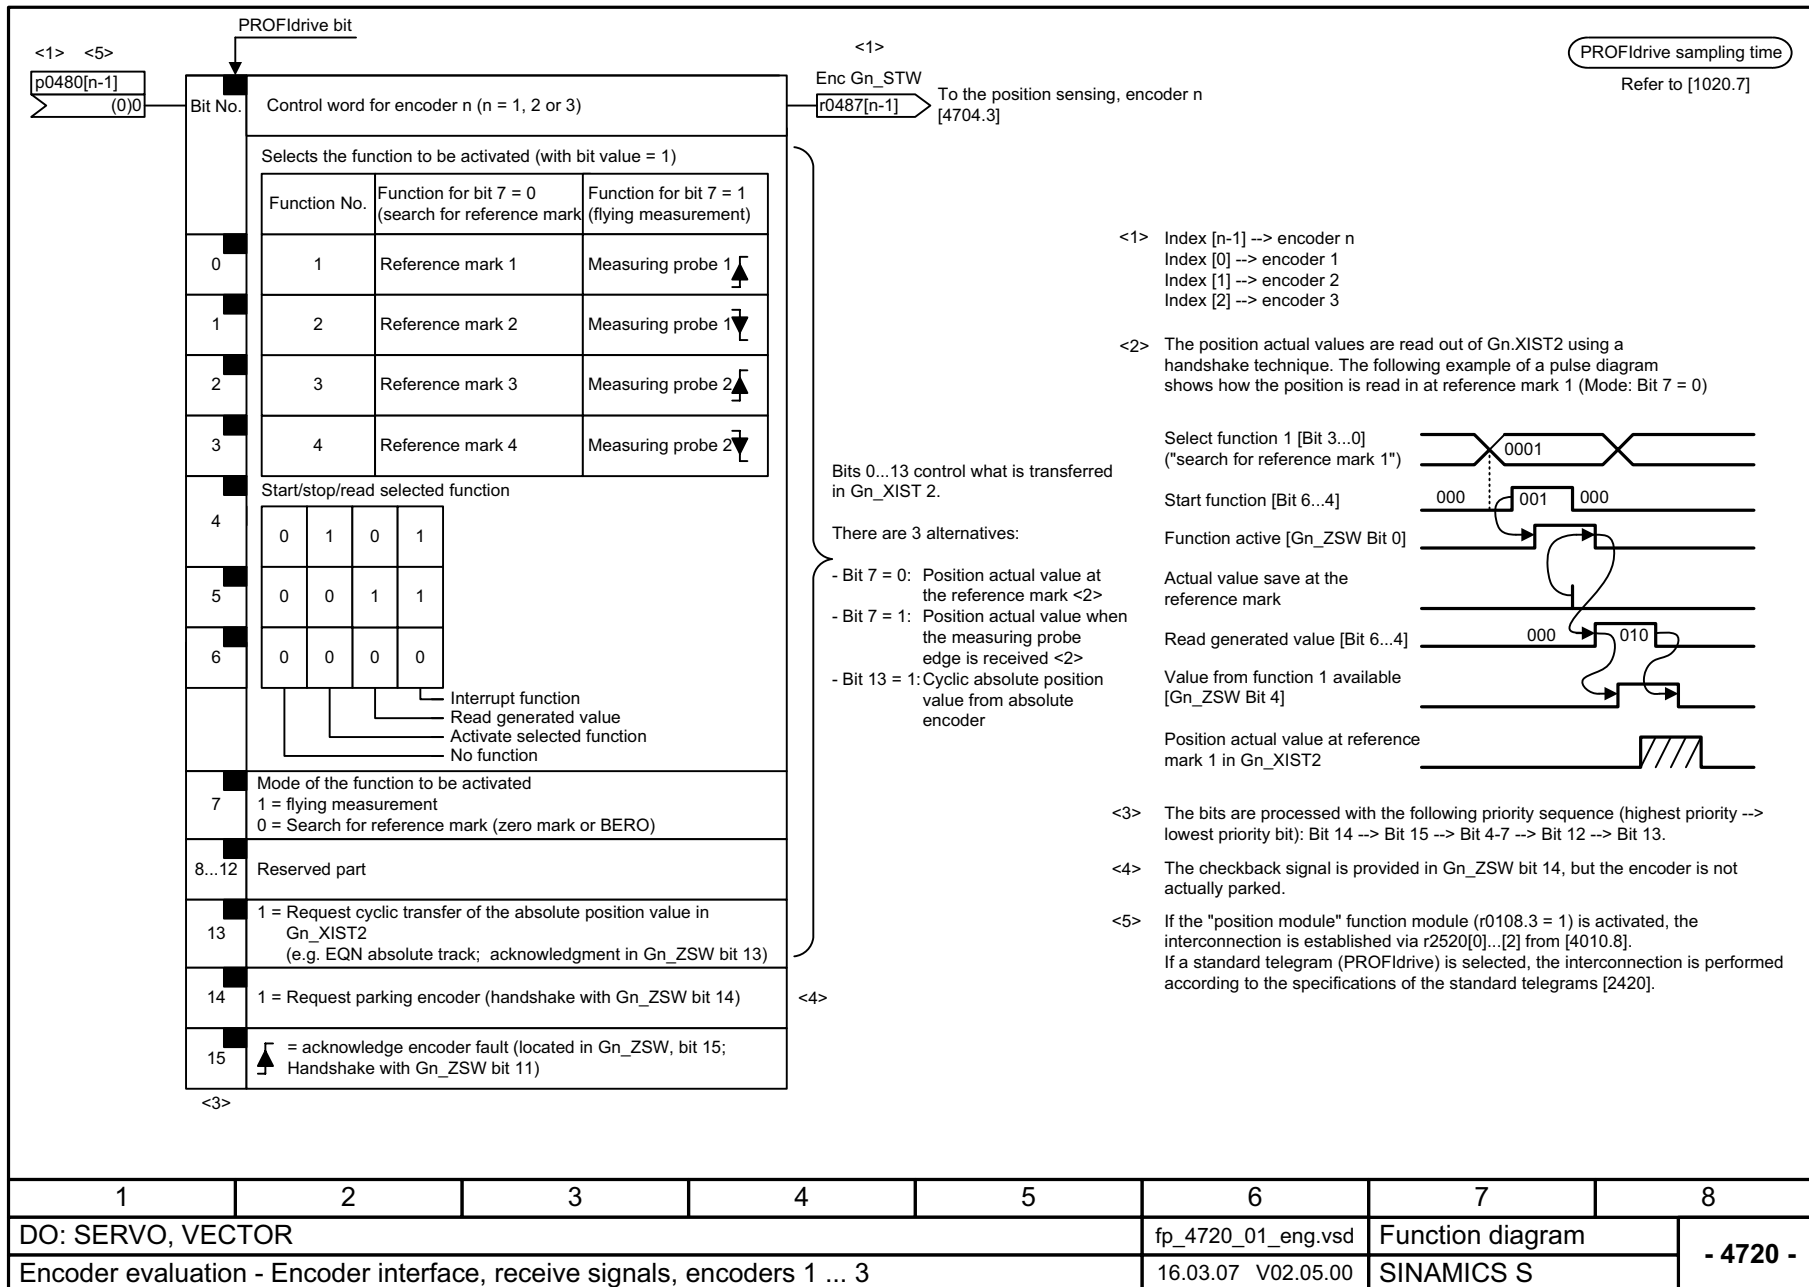 PROFIdrive bit
<1> <5>
p0480[n-1]
(0)0
Bit No.
Control word for encoder n (n = 1, 2 or 3)
<1>
Enc Gn_STW
r0487[n-1]
To the position sensing, encoder n
[4704.3]
PROFIdrive sampling time
Refer to [1020.7]
Selects the function to be activated (with bit value = 1)
Function No.
Function for bit 7 = 0
(search for reference mark
Function for bit 7 = 1
(flying measurement)
0
1 Reference mark 1 Measuring probe 1
1
2 Reference mark 2 Measuring probe 1
2
3 Reference mark 3 Measuring probe 2
3
4 Reference mark 4 Measuring probe 2
Start/stop/read selected function
4
0 1 0 1
5
0 0 1 1
6
0 0 0 0
Interrupt function
Read generated value
Activate selected function
No function
7
Mode of the function to be activated
1 = flying measurement
0 = Search for reference mark (zero mark or BERO)
8...12 Reserved part
13
1 = Request cyclic transfer of the absolute position value in
Gn_XIST2
(e.g. EQN absolute track; acknowledgment in Gn_ZSW bit 13)
14 1 = Request parking encoder (handshake with Gn_ZSW bit 14) <4>
15
= acknowledge encoder fault (located in Gn_ZSW, bit 15;
Handshake with Gn_ZSW bit 11)
<3>
Bits 0...13 control what is transferred
in Gn_XIST 2.
There are 3 alternatives:
- Bit 7 = 0: Position actual value at
the reference mark <2>
- Bit 7 = 1: Position actual value when
the measuring probe
edge is received <2>
- Bit 13 = 1: Cyclic absolute position
value from absolute
encoder
<1> Index [n-1] --> encoder n
Index [0] --> encoder 1
Index [1] --> encoder 2
Index [2] --> encoder 3
<2> The position actual values are read out of Gn.XIST2 using a
handshake technique. The following example of a pulse diagram
shows how the position is read in at reference mark 1 (Mode: Bit 7 = 0)
Select function 1 [Bit 3...0]
("search for reference mark 1")
0001
Start function [Bit 6...4]
000 001 000
Function active [Gn_ZSW Bit 0]
Actual value save at the
reference mark
Read generated value [Bit 6...4]
000 010
Value from function 1 available
[Gn_ZSW Bit 4]
Position actual value at reference
mark 1 in Gn_XIST2
<3> The bits are processed with the following priority sequence (highest priority -->
lowest priority bit): Bit 14 --> Bit 15 --> Bit 4-7 --> Bit 12 --> Bit 13.
<4> The checkback signal is provided in Gn_ZSW bit 14, but the encoder is not
actually parked.
<5> If the "position module" function module (r0108.3 = 1) is activated, the
interconnection is established via r2520[0]...[2] from [4010.8].
If a standard telegram (PROFIdrive) is selected, the interconnection is performed
according to the specifications of the standard telegrams [2420].
1 2 3 4 5 6 7 8
DO: SERVO, VECTOR
fp_4720_01_eng.vsd
Function diagram
- 4720 -
Encoder evaluation - Encoder interface, receive signals, encoders 1 ... 3
16.03.07 V02.05.00
SINAMICS S